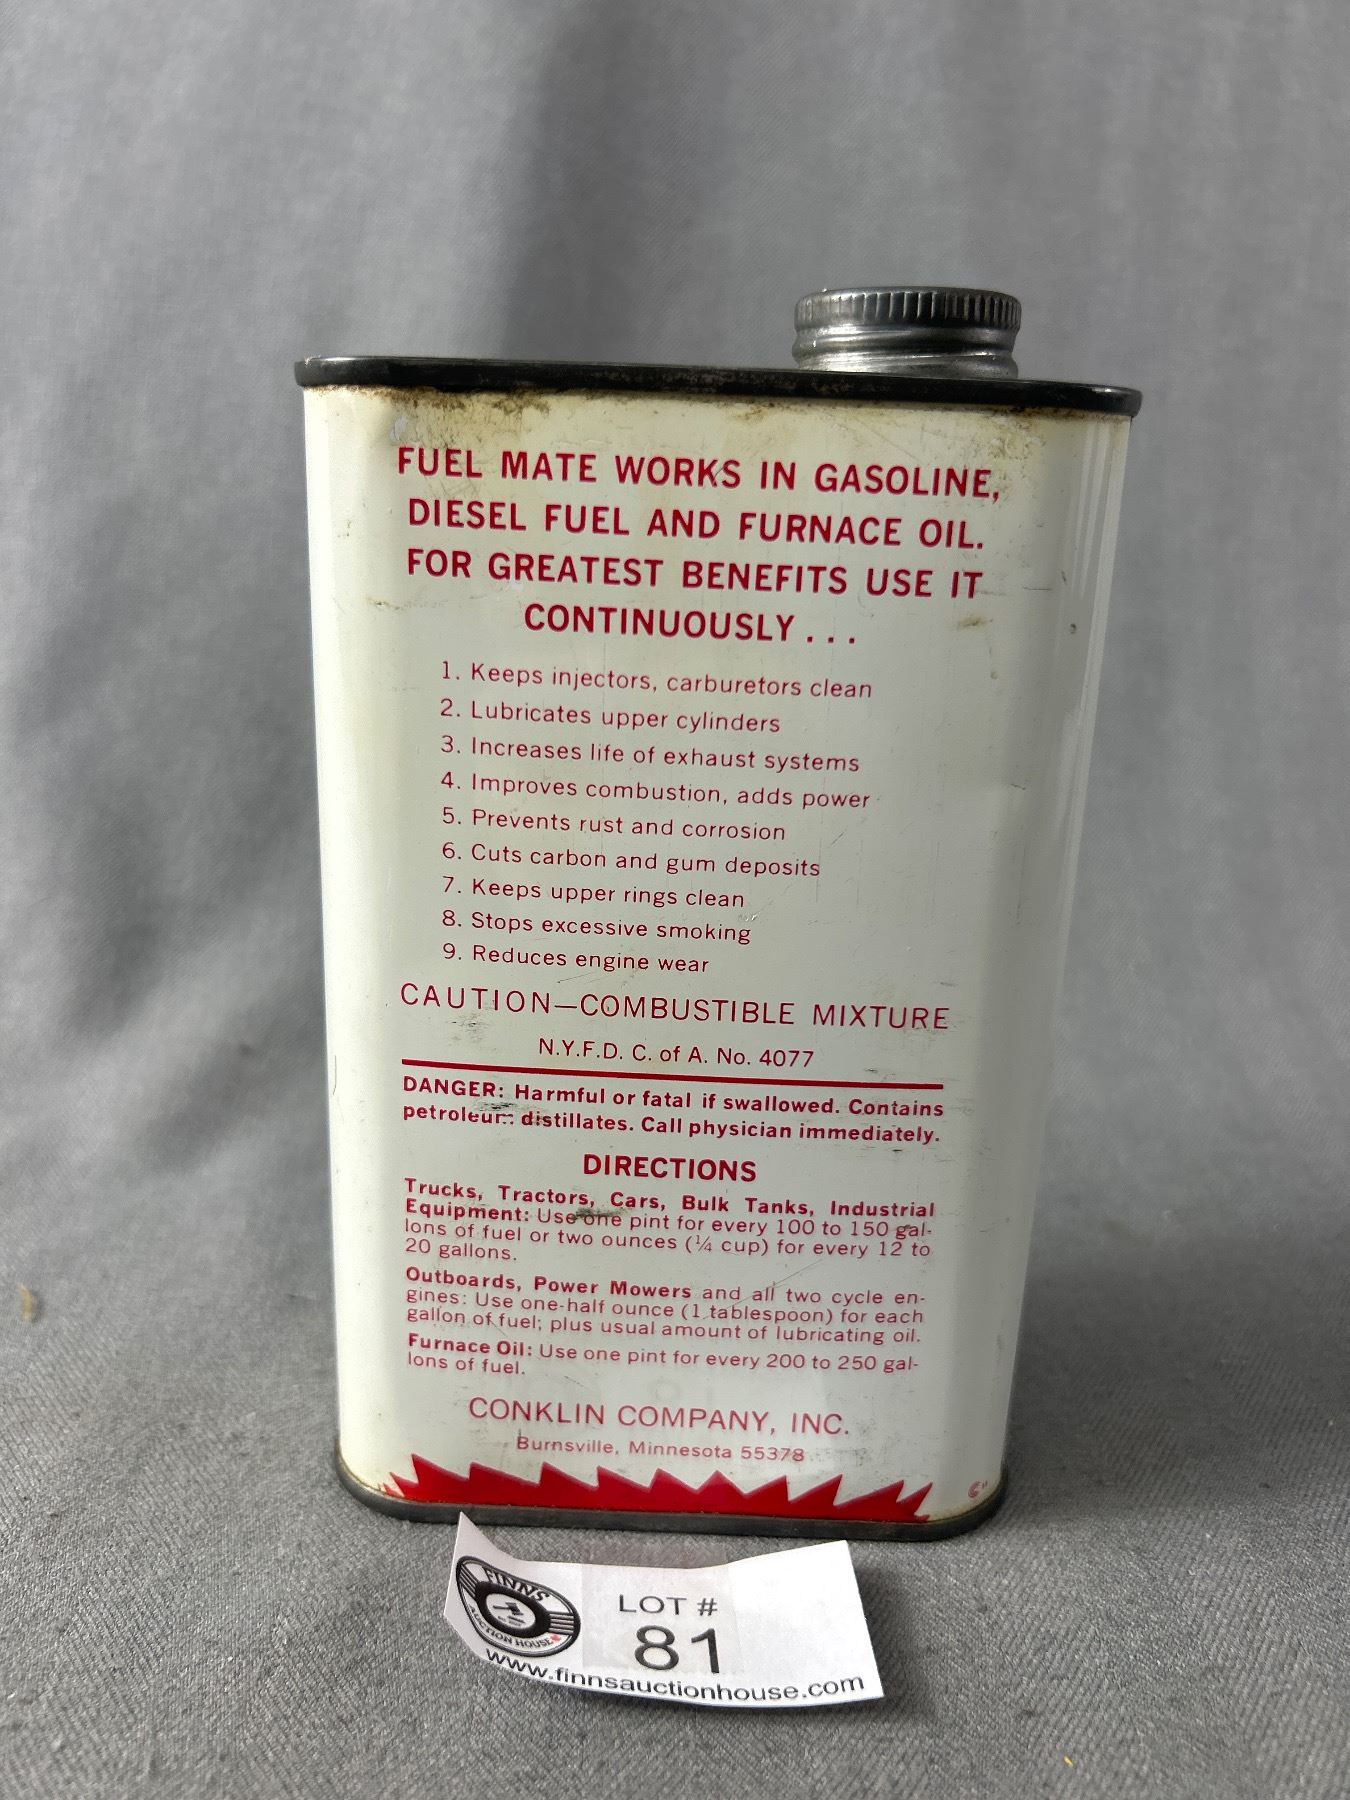 FUEL MATE WORKS IN GASOLINE,
DIESEL FUEL AND FURNACE OIL.
FOR GREATEST BENEFITS USE IT
CONTINUOUSLY...
1. Keeps injectors, carburetors clean
2. Lubricates upper cylinders
3. Increases life of exhaust systems
4. Improves combustion, adds power
5. Prevents rust and corrosion
6. Cuts carbon and gum deposits
7. Keeps upper rings clean
8. Stops excessive smoking
9. Reduces engine wear
CAUTION—COMBUSTIBLE MIXTURE
N.Y.F.D. C. of A. No. 4077
DANGER: Harmful or fatal if swallowed. Contains
petroleum distillates. Call physician immediately.
DIRECTIONS
Trucks, Tractors, Cars, Bulk Tanks, Industrial
Equipment: Use one pint for every 100 to 150 gal-
lons of fuel or two ounces (¼ cup) for every 12 to
20 gallons.
Outboards, Power Mowers and all two cycle en-
gines: Use one-half ounce (1 tablespoon) for each
gallon of fuel; plus usual amount of lubricating oil.
Furnace Oil: Use one pint for every 200 to 250 gal-
lons of fuel.
CONKLIN COMPANY, INC.
Burnsville, Minnesota 55378
FINNS
AUCTION HOUSE
LOT #
81
www.finnsauctionhouse.com